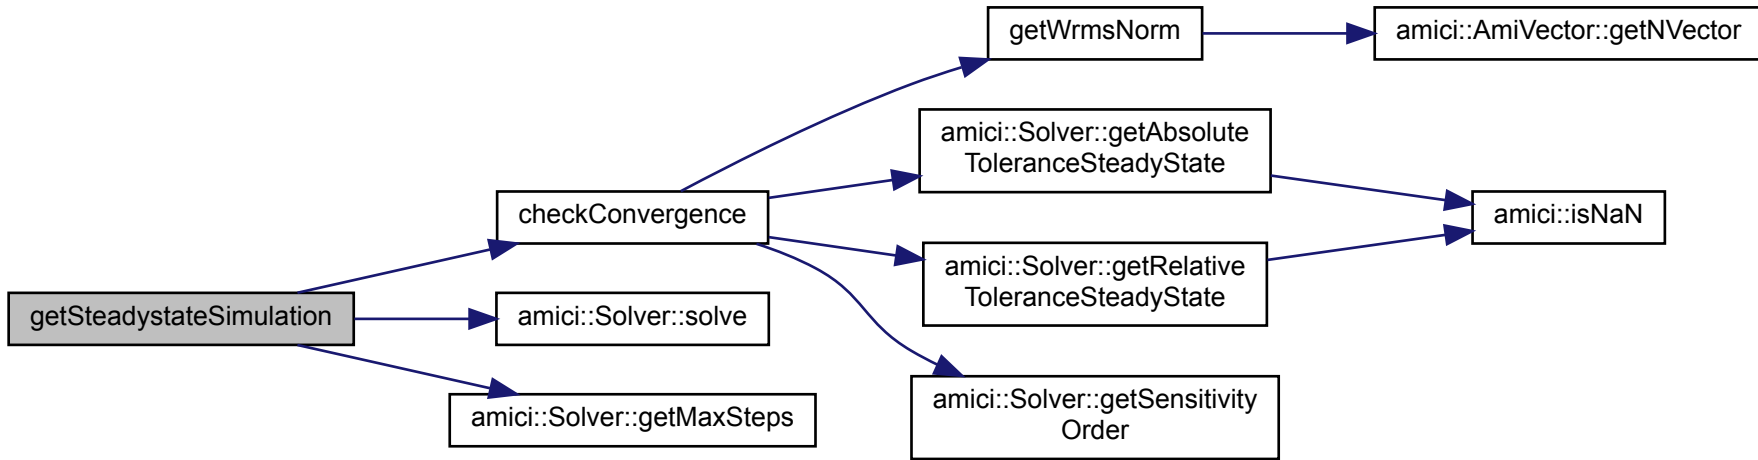 getWrmsNorm
amici::AmiVector::getNVector
amici::Solver::getAbsolute
ToleranceSteadyState
checkConvergence
amici::isNaN
amici::Solver::getRelative
ToleranceSteadyState
getSteadystateSimulation
amici::Solver::solve
amici::Solver::getSensitivity
Order
amici::Solver::getMaxSteps